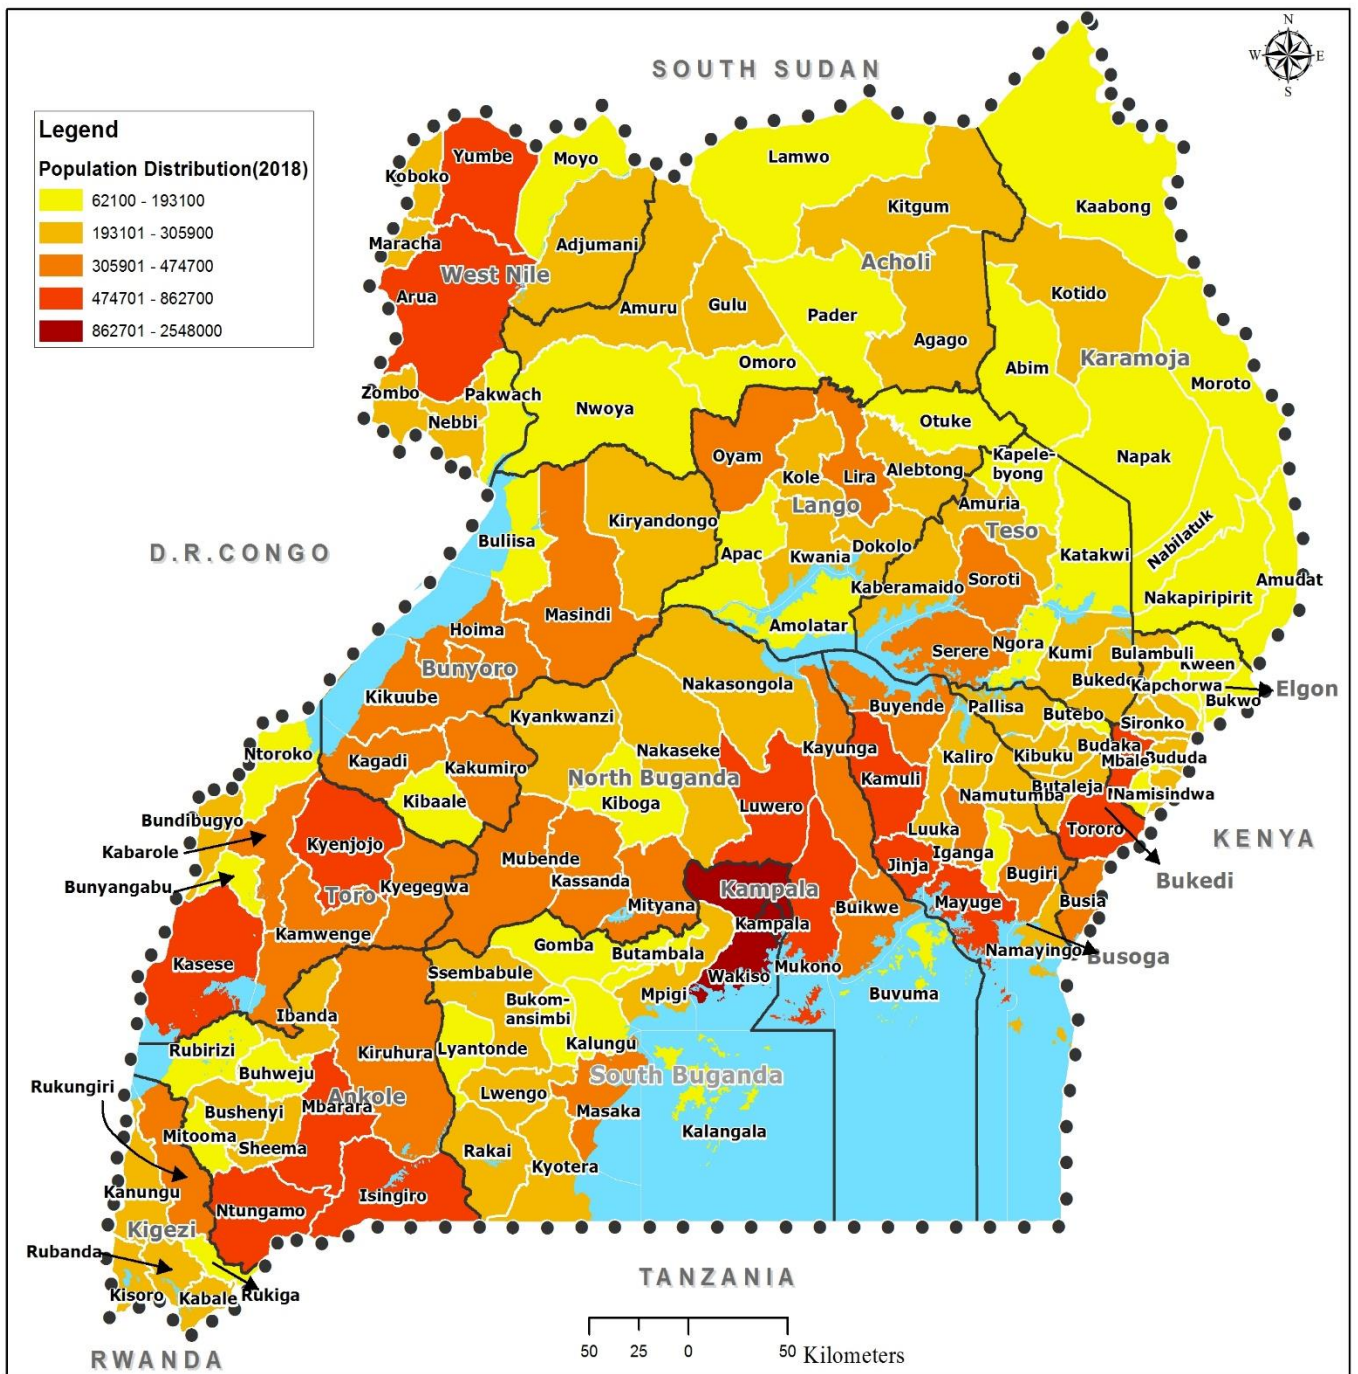 N
W E
S
SOUTH SUDAN
Legend
Population Distribution(2018)
62100 - 193100
193101 - 305900
305901 - 474700
474701 - 862700
862701 - 2548000
Yumbe
Moyo
Lamwo
Koboko
Kitgum
Kaabong
Maracha
Adjumani
West Nile
Acholi
Arua
Kotido
Amuru
Gulu
Pader
Agago
Karamoja
Omoro
Abim
Moroto
Zombo
Pakwach
Nebbi
Nwoya
Otuke
Oyam
Kapele-
byong
Napak
Kole
Lira
Alebtong
Lango
Amuria
Kiryandongo
Teso
Nabilatuk
D.R.CONGO
Buliisa
Apac
Kwania
Dokolo
Katakwi
Soroti
Amudat
Kaberamaido
Nakapiripirit
Masindi
Amolatar
Hoima
Ngora
Serere
Kumi
Bulambuli
Bunyoro
Kween
Kikuube
Nakasongola
Kapchorwa
Elgon
Bukwo
Buyende
Pallisa
Butebo
Sironko
Kyankwanzi
Ntoroko
Nakaseke
Kayunga
Kaliro
Kibuku
Budaka
Mbale
Bududa
Kagadi
Kakumiro
North Buganda
Kamuli
Butaleja
Namutumba
Namisindwa
Kibaale
Kiboga
Luwero
Bundibugyo
Luuka
Tororo
KENYA
Kabarole
Kyenjojo
Mubende
Iganga
Jinja
Bugiri
Bukedi
Bunyangabu
Toro
Kyegegwa
Kassanda
Kampala
Mityana
Buikwe
Mayuge
Busia
Kamwenge
Kampala
Gomba
Butambala
Namayingo
Busoga
Kasese
Ssembabule
Wakiso
Mukono
Mpigi
Buvuma
Ibanda
Bukom-
ansimbi
Rubirizi
Kiruhura
Lyantonde
Kalungu
Buhweju
South Buganda
Rukungiri
Ankole
Mbarara
Lwengo
Bushenyi
Masaka
Mitooma
Sheema
Kalangala
Rakai
Kyotera
Kanungu
Isingiro
Ntungamo
Kigezi
Rubanda
Kisoro
Kabale
Rukiga
TANZANIA
50 25 0 50 Kilometers
RWANDA